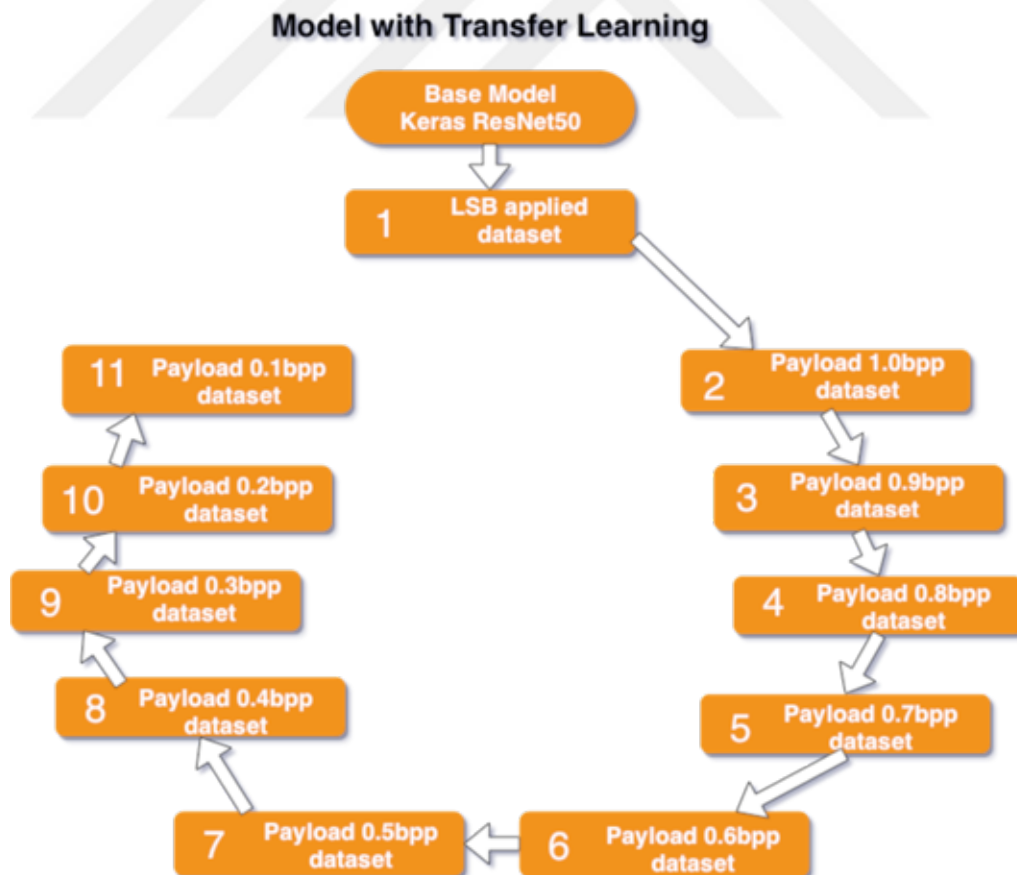 Model with Transfer Learning
Base Model
Keras ResNet50
1
LSB applied
dataset
2
Payload 1.0bpp
dataset
3
Payload 0.9bpp
dataset
4
Payload 0.8bpp
dataset
5
Payload 0.7bpp
dataset
6
Payload 0.6bpp
dataset
7
Payload 0.5bpp
dataset
8
Payload 0.4bpp
dataset
9
Payload 0.3bpp
dataset
10
Payload 0.2bpp
dataset
11
Payload 0.1bpp
dataset